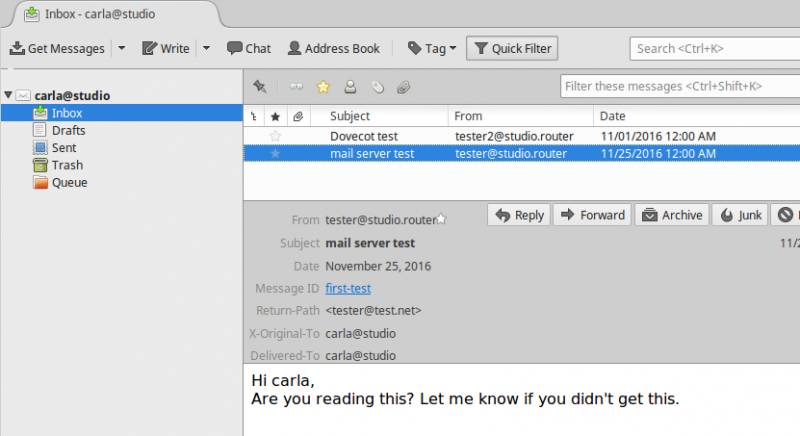 Inbox - carla@studio
Get Messages Write Chat Address Book Tag Quick Filter Search <Ctrl+K>
carla@studio
Filter these messages <Ctrl+Shift+K>
Inbox
Drafts
Sent
Trash
Queue
Subject From Date
Dovecot test tester2@studio.router 11/01/2016 12:00 AM
mail server test tester@studio.router 11/25/2016 12:00 AM
Reply Forward Archive Junk
From tester@studio.router
Subject mail server test 11/2
Date November 25, 2016
Message ID first-test
Return-Path <tester@test.net>
X-Original-To carla@studio
Delivered-To carla@studio
Hi carla,
Are you reading this? Let me know if you didn't get this.